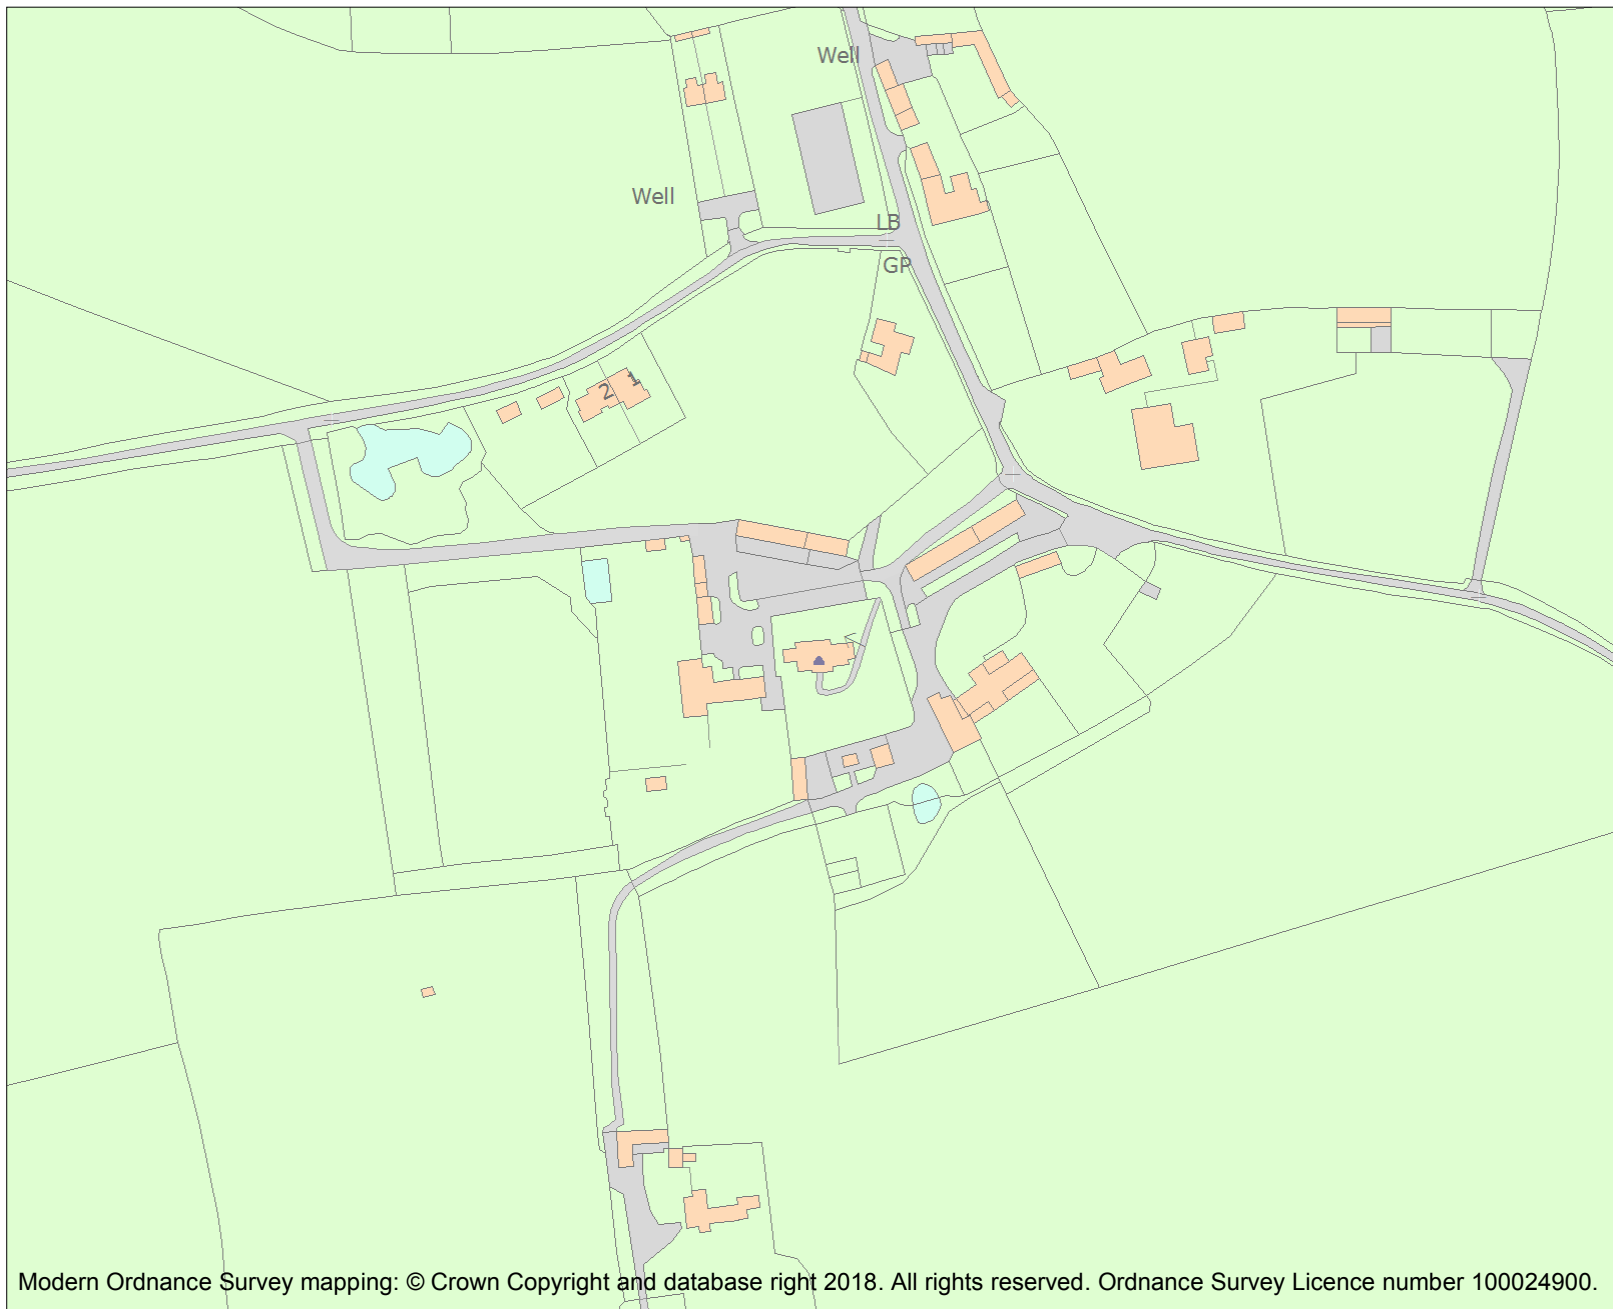 Well
Well
LB
GP
1
2
Modern Ordnance Survey mapping: © Crown Copyright and database right 2018. All rights reserved. Ordnance Survey Licence number 100024900.